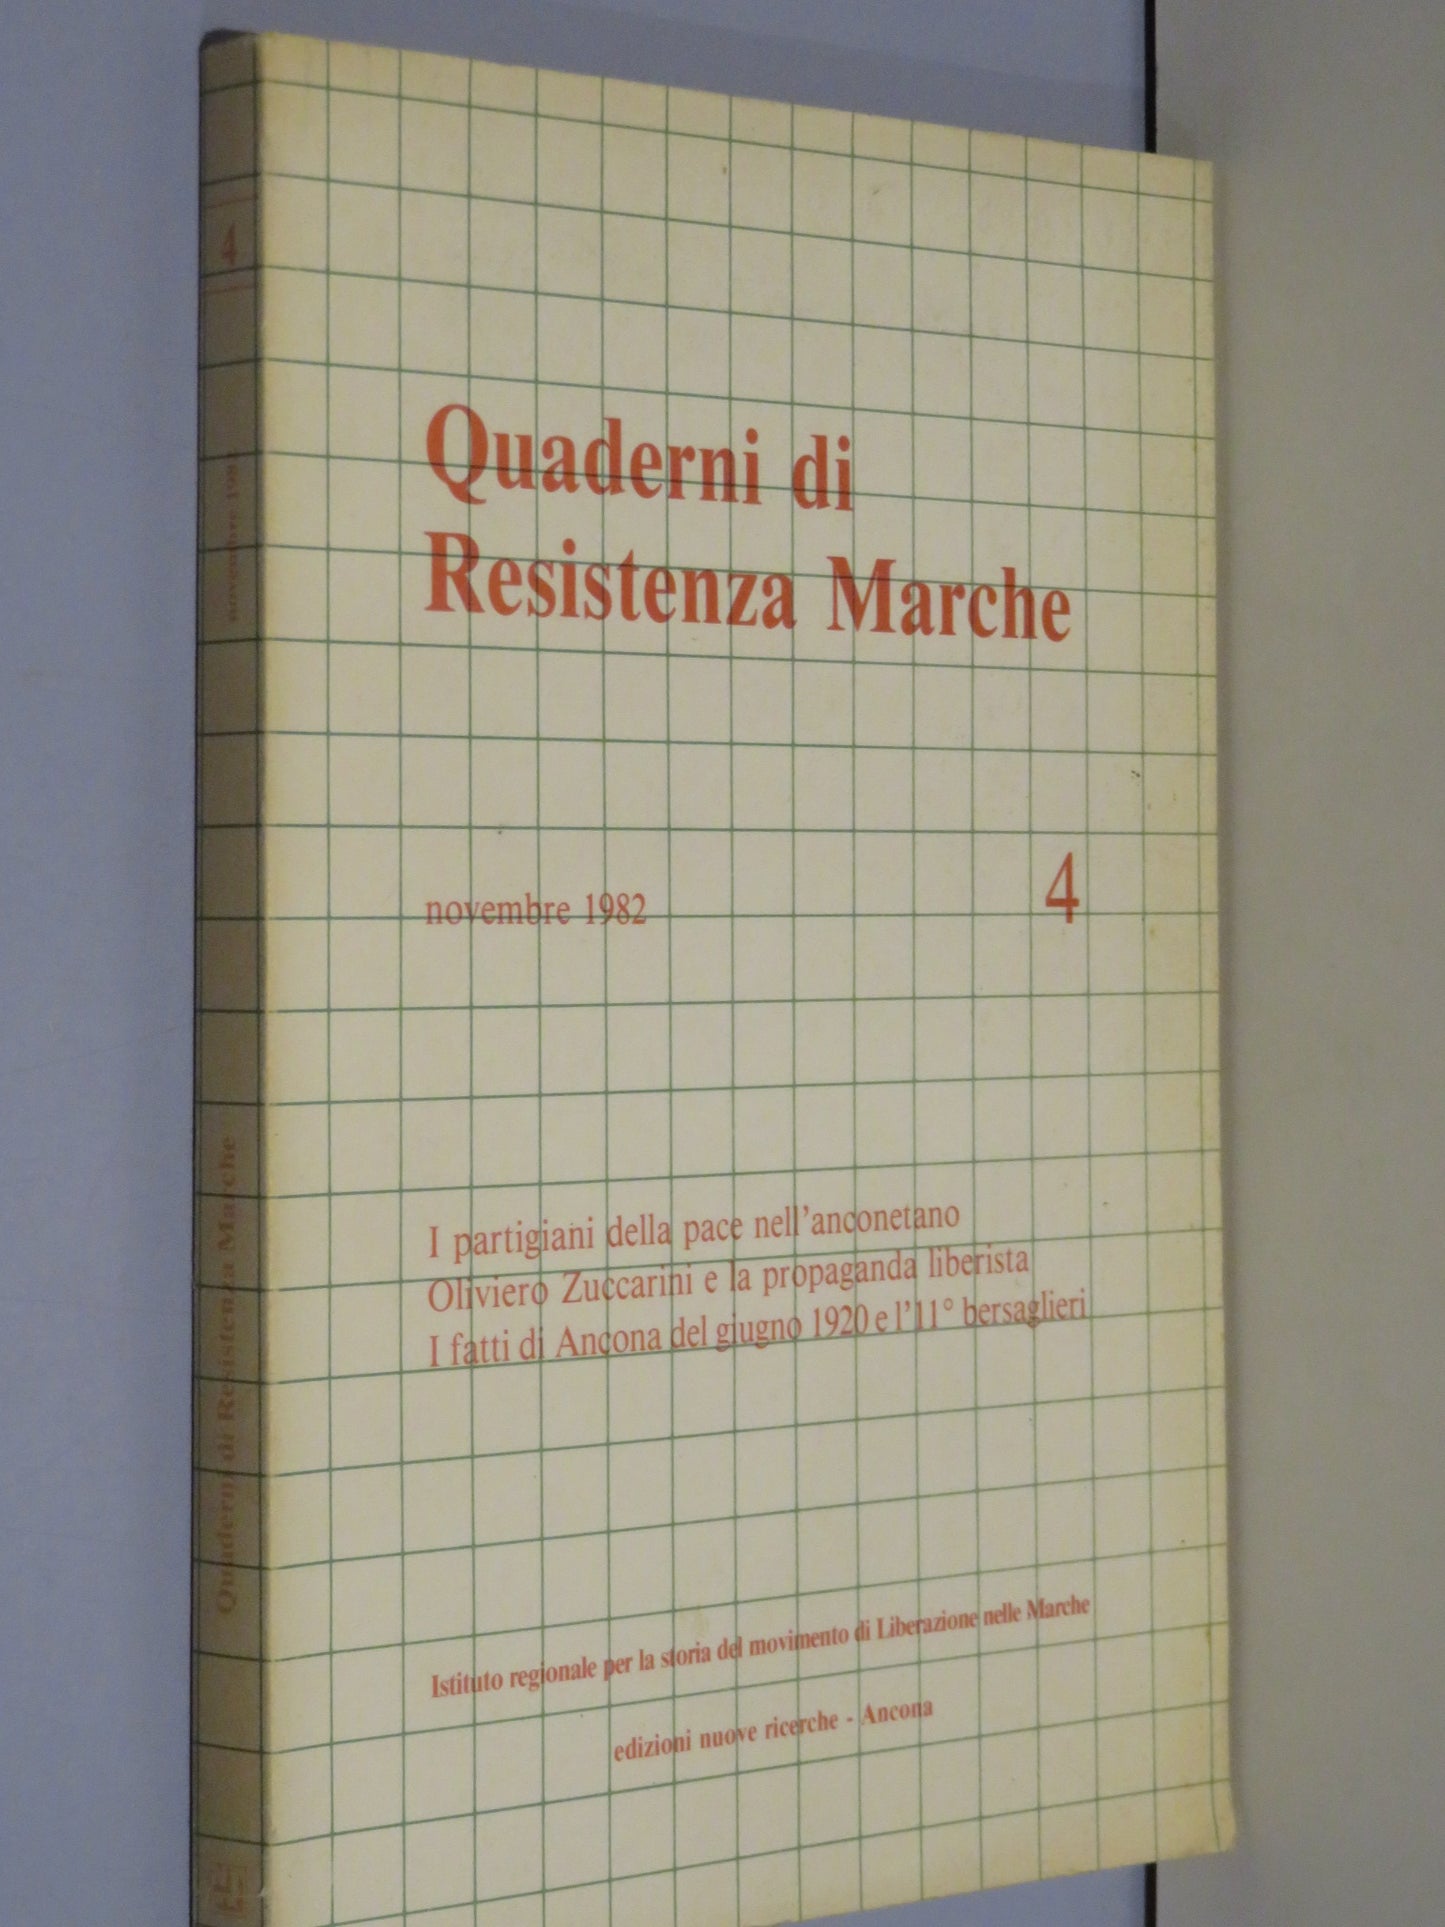 Quaderni di
Resistenza Marche
novembre 1982 4
I partigiani della pace nell'anconetano
Oliviero Zuccarini e la propaganda liberista
I fatti di Ancona del giugno 1920 e l'11° bersaglieri
Istituto regionale per la storia del movimento di Liberazione nelle Marche
edizioni nuove ricerche - Ancona
4
novembre 1982
Quaderni di Resistenza Marche